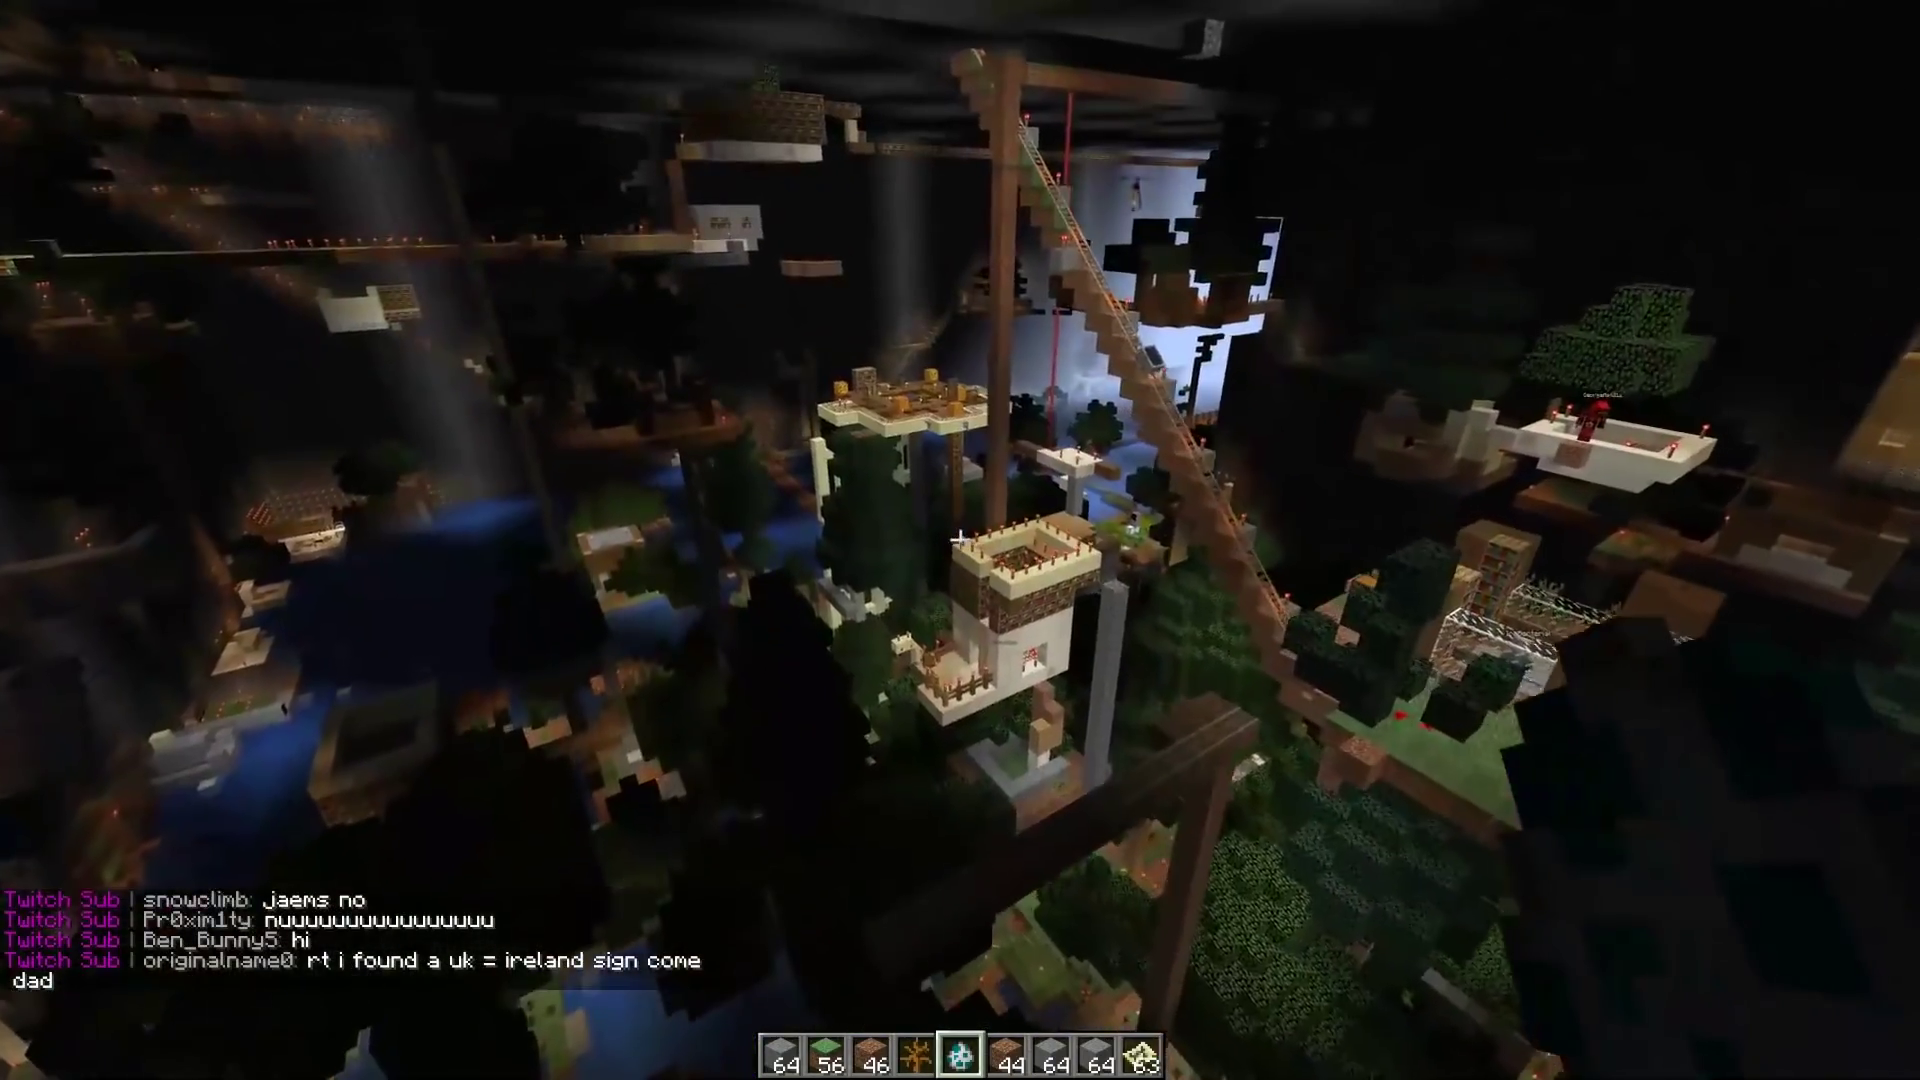 Twitch Sub | snowclimb: jaems no
Twitch Sub | Pr0xim1ty: nuuuuuuuuuuuuuuuuu
Twitch Sub | Ben_Bunny5: hi
Twitch Sub | originalname0: rt i found a uk = ireland sign come
dad
64 56 46 44 64 64 63